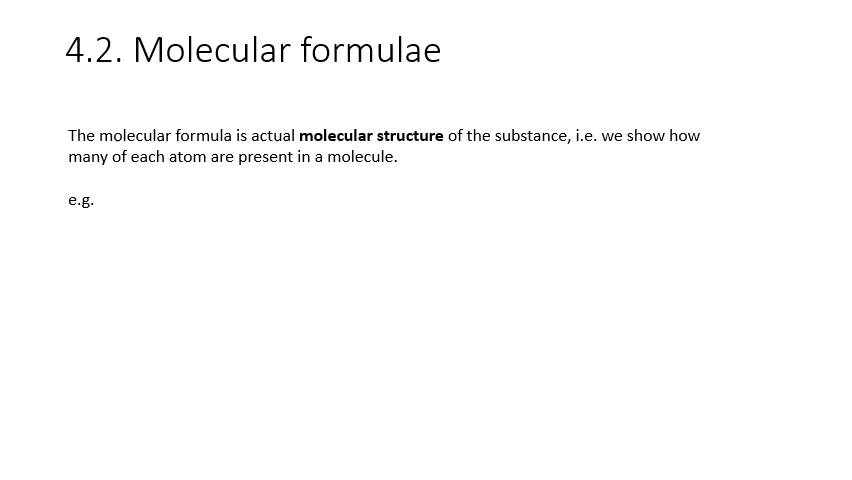 4.2. Molecular formulae
The molecular formula is actual molecular structure of the substance, i.e. we show how
many of each atom are present in a molecule.
e.g.